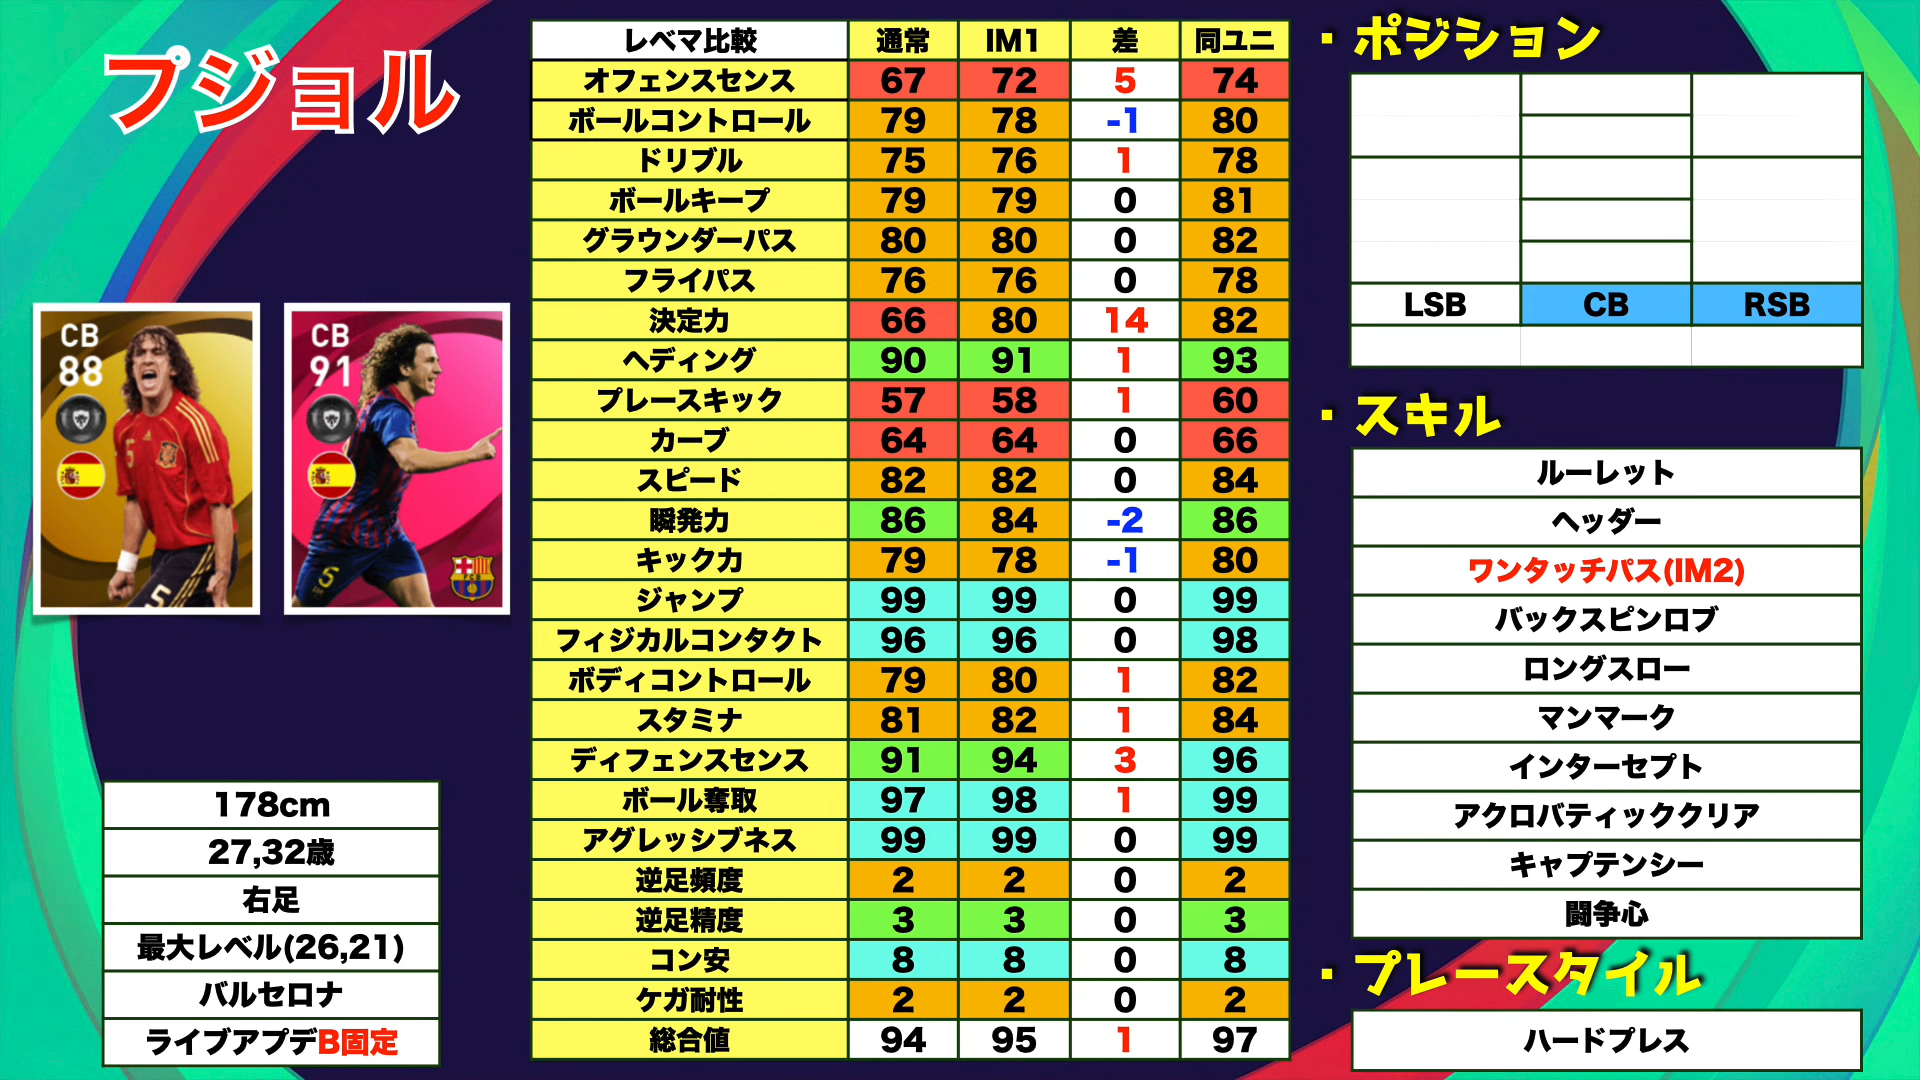 プジョル
CB
88
CB
91
5
5
5
FCB
178cm
27,32歳
右足
最大レベル(26,21)
バルセロナ
ライブアプデB固定
レベマ比較 通常 IM1 差 同ユニ
オフェンスセンス 67 72 5 74
ボールコントロール 79 78 -1 80
ドリブル 75 76 1 78
ボールキープ 79 79 0 81
グラウンダーパス 80 80 0 82
フライパス 76 76 0 78
決定力 66 80 14 82
ヘディング 90 91 1 93
プレースキック 57 58 1 60
カーブ 64 64 0 66
スピード 82 82 0 84
瞬発力 86 84 -2 86
キック力 79 78 -1 80
ジャンプ 99 99 0 99
フィジカルコンタクト 96 96 0 98
ボディコントロール 79 80 1 82
スタミナ 81 82 1 84
ディフェンスセンス 91 94 3 96
ボール奪取 97 98 1 99
アグレッシブネス 99 99 0 99
逆足頻度 2 2 0 2
逆足精度 3 3 0 3
コン安 8 8 0 8
ケガ耐性 2 2 0 2
総合値 94 95 1 97
・ポジション
LSB CB RSB
・スキル
ルーレット
ヘッダー
ワンタッチパス(IM2)
バックスピンロブ
ロングスロー
マンマーク
インターセプト
アクロバティッククリア
キャプテンシー
闘争心
・プレースタイル
ハードプレス